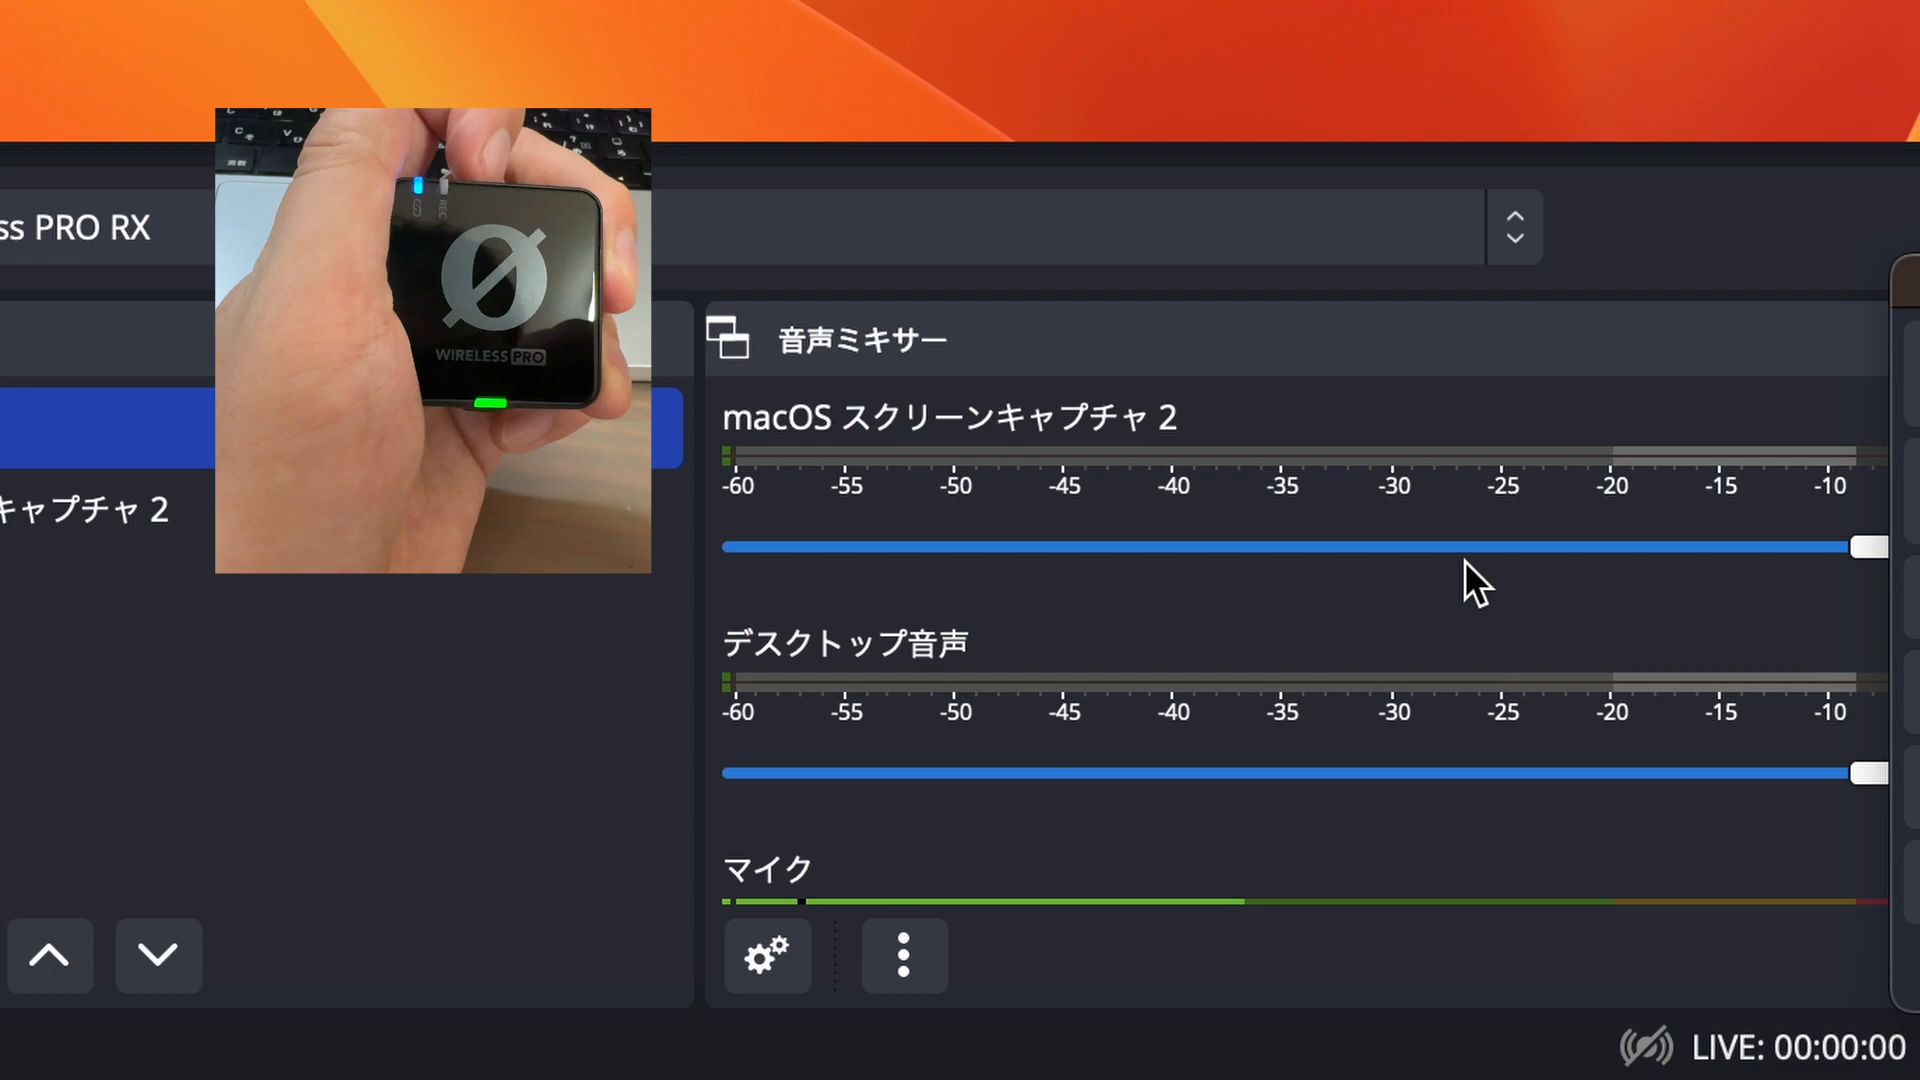 ss PRO RX
REC
WIRELESS PRO
音声ミキサー
macOS スクリーンキャプチャ 2
-60 -55 -50 -45 -40 -35 -30 -25 -20 -15 -10
キャプチャ 2
デスクトップ音声
-60 -55 -50 -45 -40 -35 -30 -25 -20 -15 -10
マイク
LIVE: 00:00:00